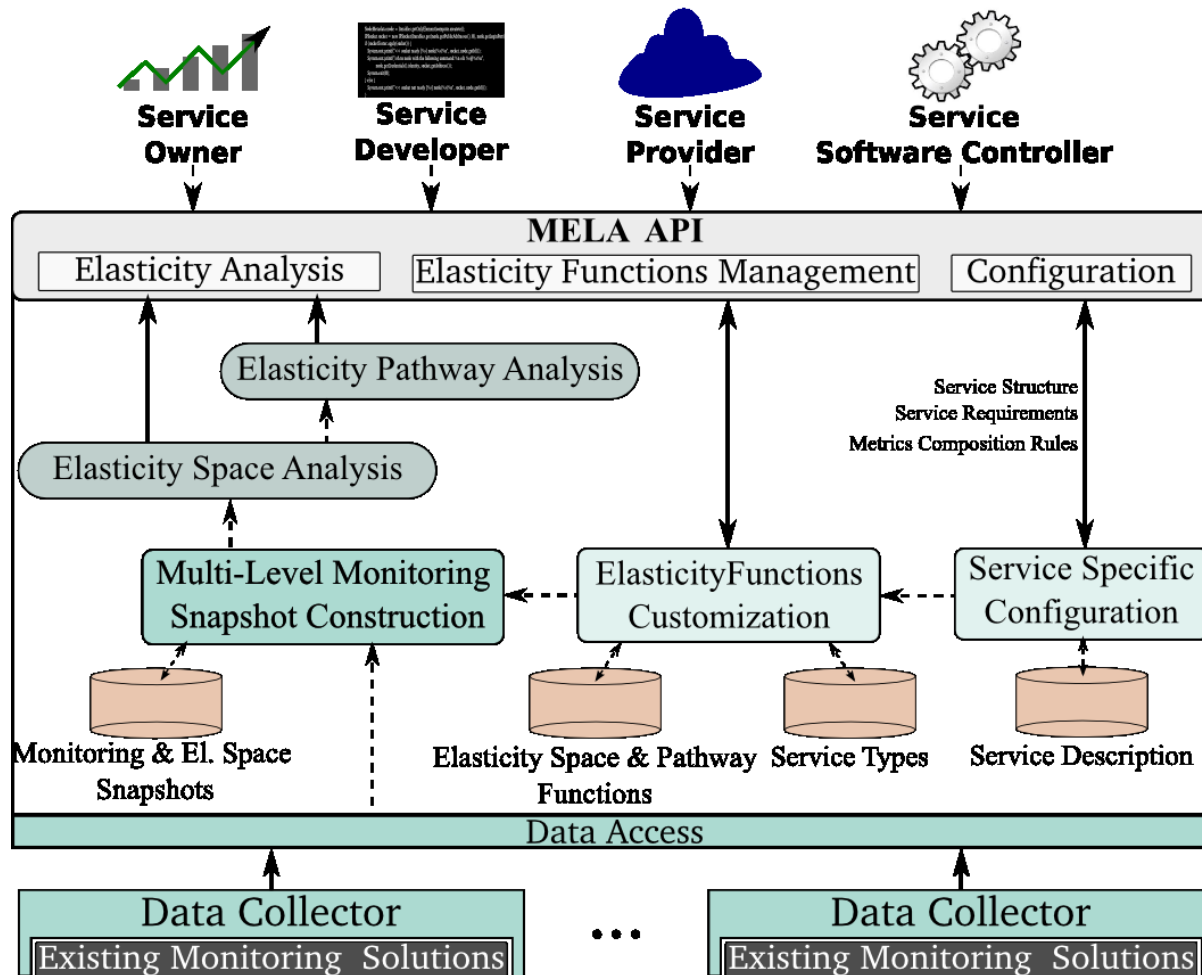 Service
Owner
Service
Developer
Service
Provider
Service
Software Controller
MELA API
Elasticity Analysis
Elasticity Functions Management
Configuration
Elasticity Pathway Analysis
Service Structure
Service Requirements
Metrics Composition Rules
Elasticity Space Analysis
Multi-Level Monitoring
Snapshot Construction
ElasticityFunctions
Customization
Service Specific
Configuration
Monitoring & El. Space
Snapshots
Elasticity Space & Pathway
Functions
Service Types
Service Description
Data Access
Data Collector
Existing Monitoring Solutions
...
Data Collector
Existing Monitoring Solutions